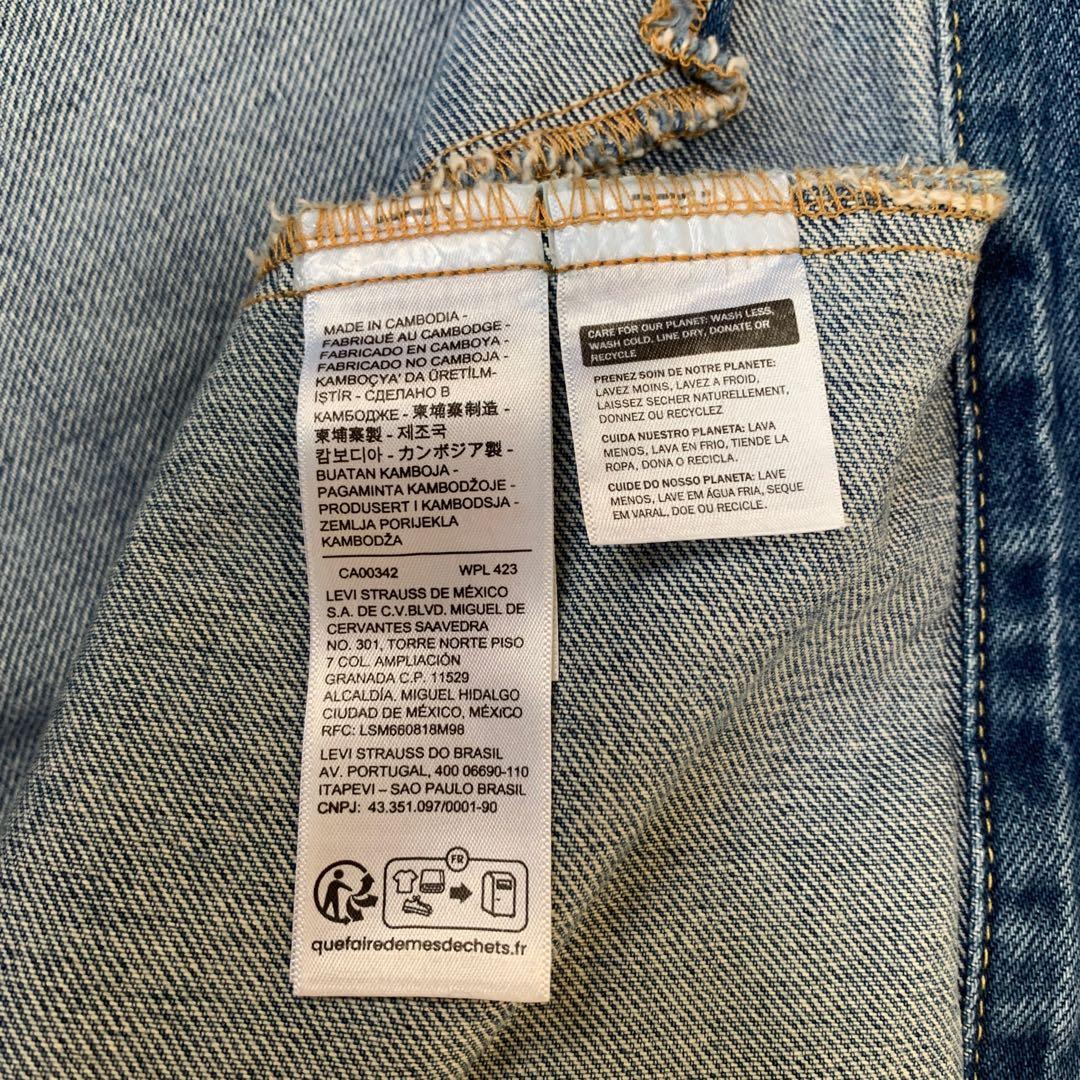 MADE IN CAMBODIA -
FABRIQUÉ AU CAMBODGE -
FABRICADO EN CAMBOYA -
FABRICADO NO CAMBOJA -
KAMBOÇYA' DA ÜRETİLM-
İŞTİR - СДЕЛАНО В
КАМБОДЖЕ - 柬埔寨制造 -
柬埔寨製 - 제조국
캄보디아 - カンボジア製 -
BUATAN KAMBOJA -
PAGAMINTA KAMBODŽOJE -
PRODUSERT I KAMBODSJA -
ZEMLJA PORIJEKLA
KAMBODŽA
CA00342 WPL 423
LEVI STRAUSS DE MÉXICO
S.A. DE C.V.BLVD. MIGUEL DE
CERVANTES SAAVEDRA
NO. 301, TORRE NORTE PISO
7 COL. AMPLIACIÓN
GRANADA C.P. 11529
ALCALDÍA. MIGUEL HIDALGO
CIUDAD DE MÉXICO, MÉXICO
RFC: LSM660818M98
LEVI STRAUSS DO BRASIL
AV. PORTUGAL, 400 06690-110
ITAPEVI – SAO PAULO BRASIL
CNPJ: 43.351.097/0001-90
FR
quefairedemesdechets.fr
CARE FOR OUR PLANET: WASH LESS,
WASH COLD. LINE DRY, DONATE OR
RECYCLE
PRENEZ SOIN DE NOTRE PLANETE:
LAVEZ MOINS, LAVEZ A FROID,
LAISSEZ SECHER NATURELLEMENT,
DONNEZ OU RECYCLEZ
CUIDA NUESTRO PLANETA: LAVA
MENOS, LAVA EN FRIO, TIENDE LA
ROPA, DONA O RECICLA.
CUIDE DO NOSSO PLANETA: LAVE
MENOS, LAVE EM ÁGUA FRIA, SEQUE
EM VARAL, DOE OU RECICLE.